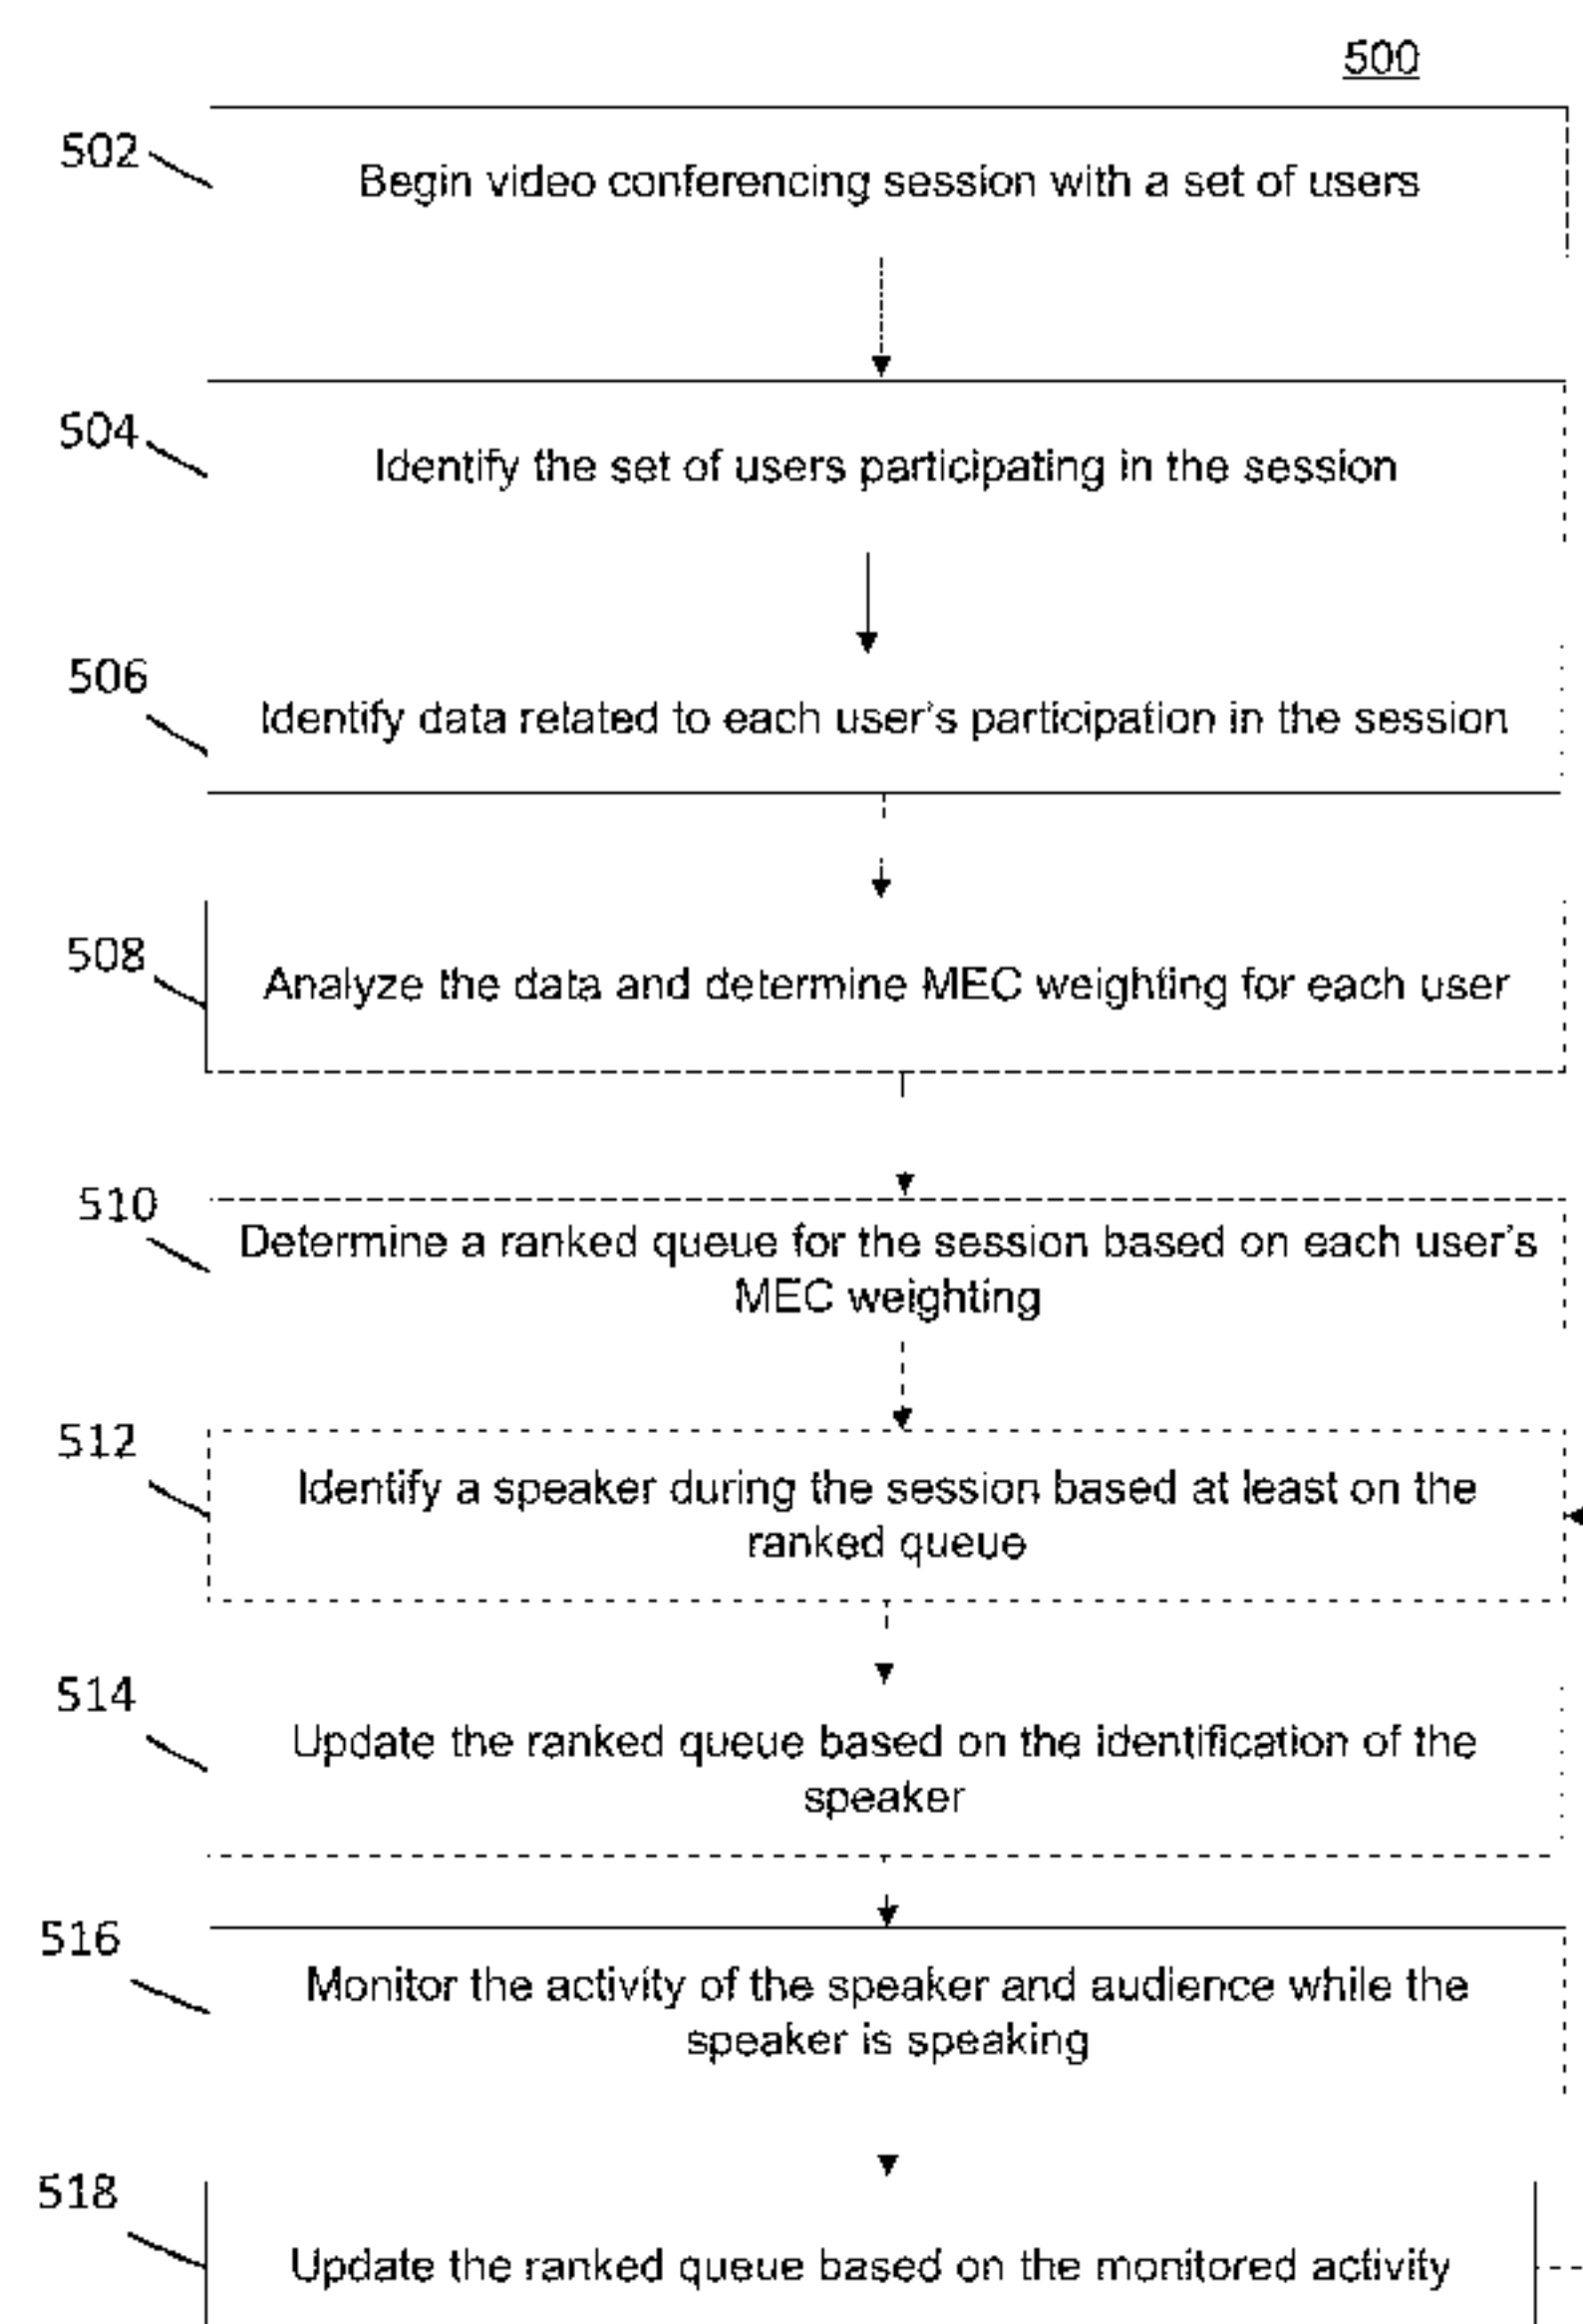 500
502
Begin video conferencing session with a set of users
504
Identify the set of users participating in the session
506
Identify data related to each user's participation in the session
508
Analyze the data and determine MEC weighting for each user
510
Determine a ranked queue for the session based on each user's
MEC weighting
512
Identify a speaker during the session based at least on the
ranked queue
514
Update the ranked queue based on the identification of the
speaker
516
Monitor the activity of the speaker and audience while the
speaker is speaking
518
Update the ranked queue based on the monitored activity